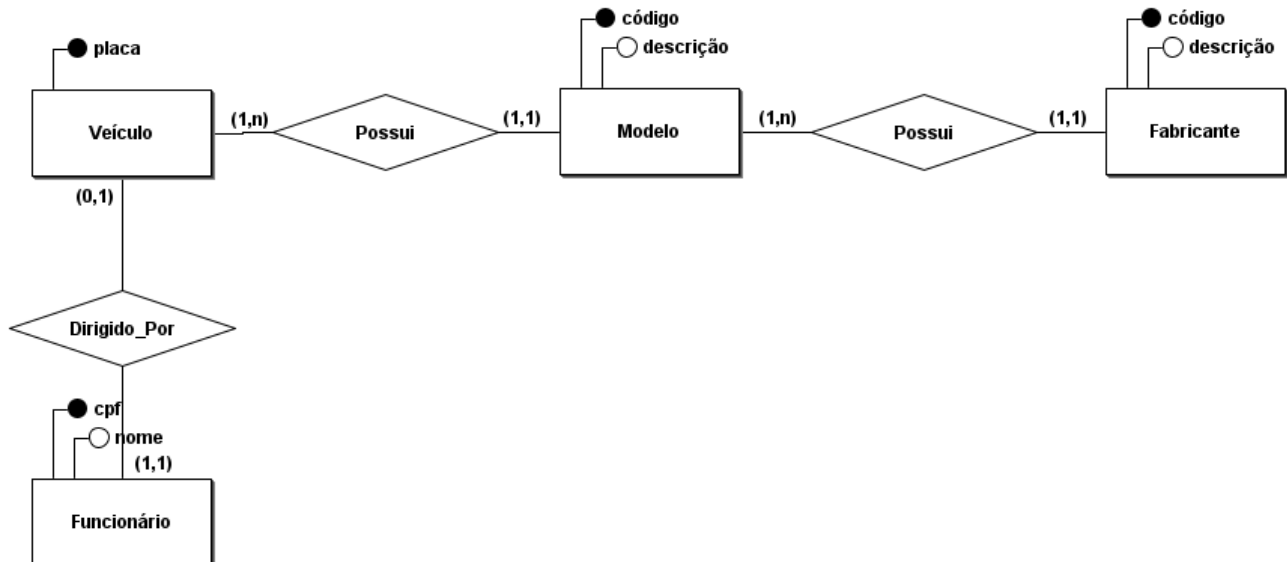 código
código
placa
descrição
descrição
Veículo
(1,n)
Possui
(1,1)
Modelo
(1,n)
Possui
(1,1)
Fabricante
(0,1)
Dirigido_Por
cpf
nome
(1,1)
Funcionário